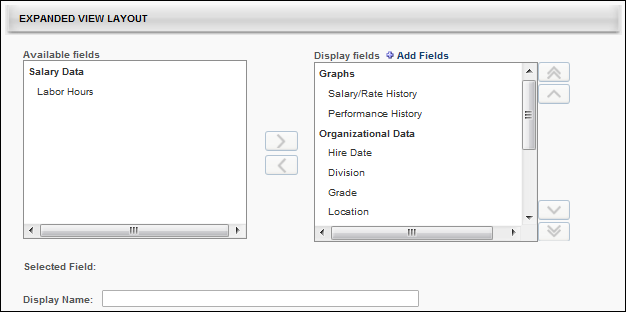 EXPANDED VIEW LAYOUT
Available fields
Salary Data
Labor Hours
Display fields Add Fields
Graphs
Salary/Rate History
Performance History
Organizational Data
Hire Date
Division
Grade
Location
Selected Field:
Display Name: